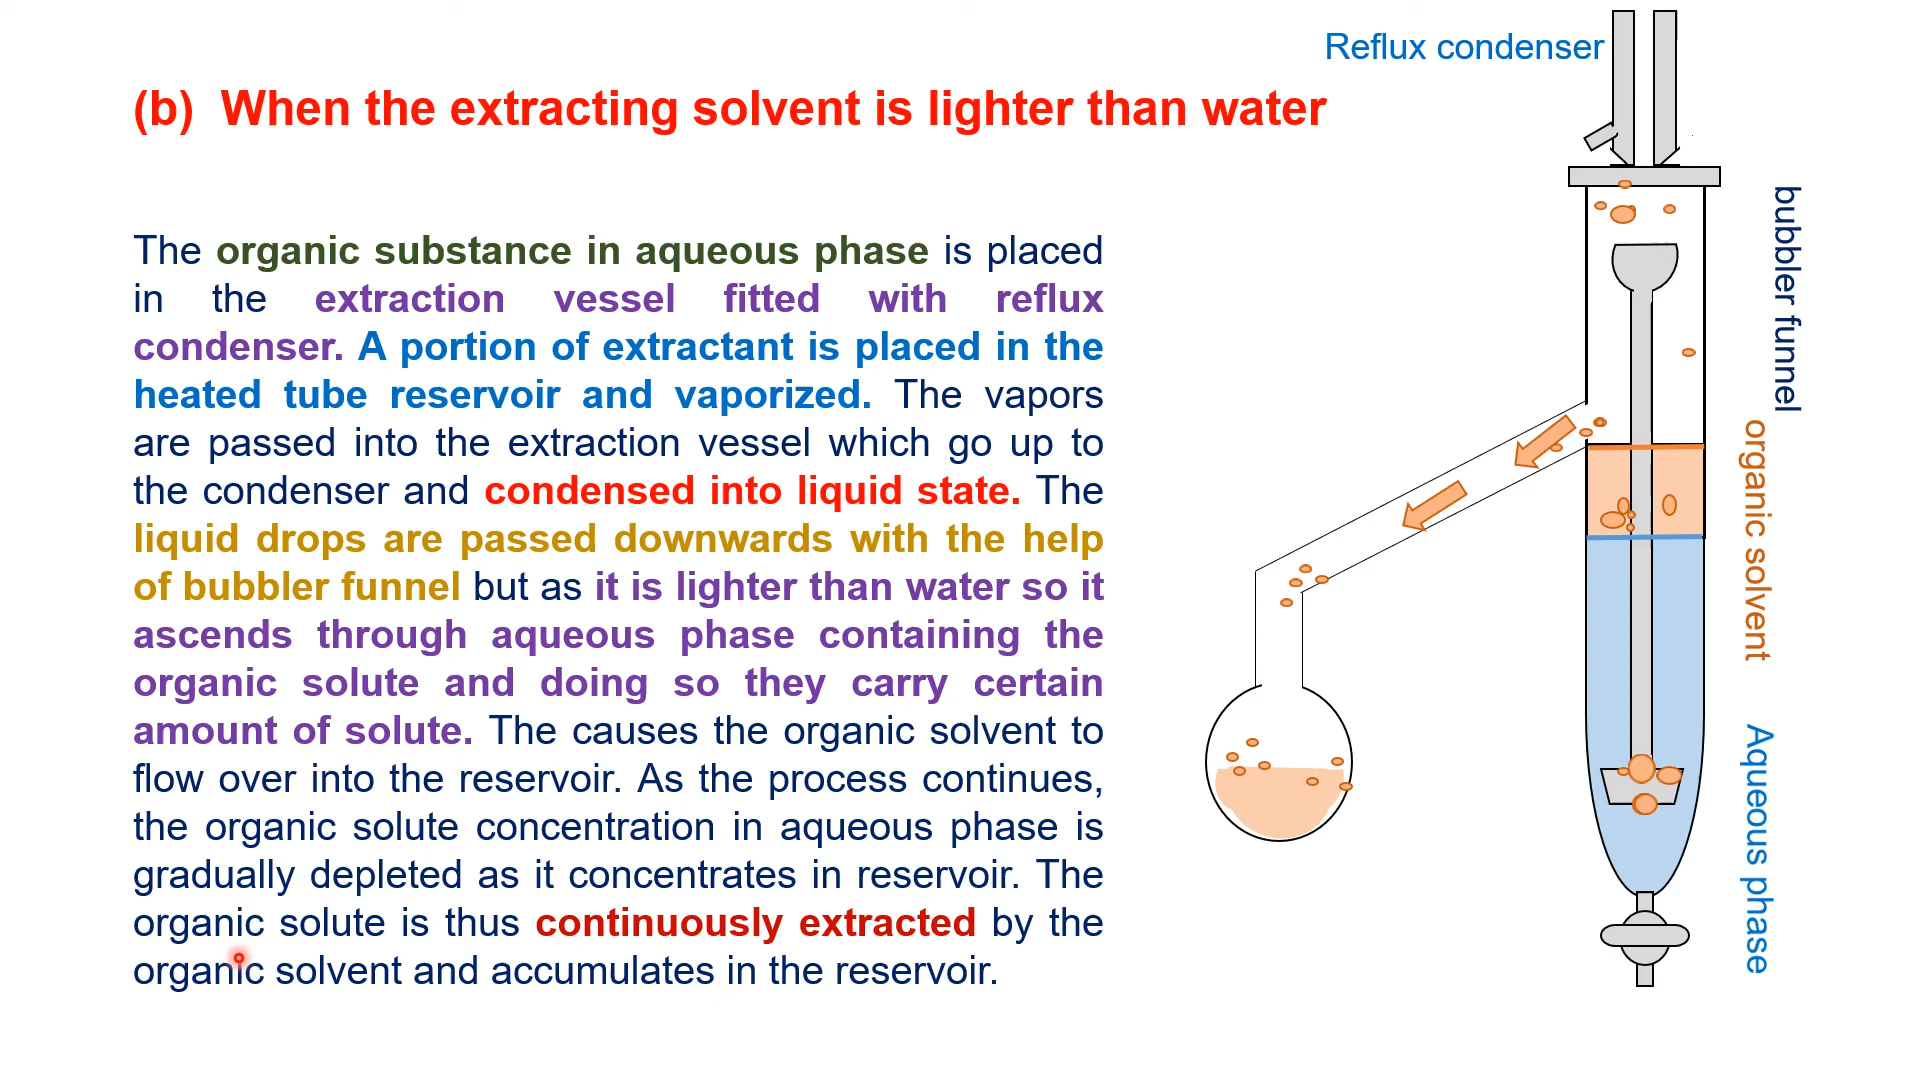 Reflux condenser
(b) When the extracting solvent is lighter than water
The organic substance in aqueous phase is placed
in the extraction vessel fitted with reflux
condenser. A portion of extractant is placed in the
heated tube reservoir and vaporized. The vapors
are passed into the extraction vessel which go up to
the condenser and condensed into liquid state. The
liquid drops are passed downwards with the help
of bubbler funnel but as it is lighter than water so it
ascends through aqueous phase containing the
organic solute and doing so they carry certain
amount of solute. The causes the organic solvent to
flow over into the reservoir. As the process continues,
the organic solute concentration in aqueous phase is
gradually depleted as it concentrates in reservoir. The
organic solute is thus continuously extracted by the
organic solvent and accumulates in the reservoir.
bubbler funnel
organic solvent
Aqueous phase